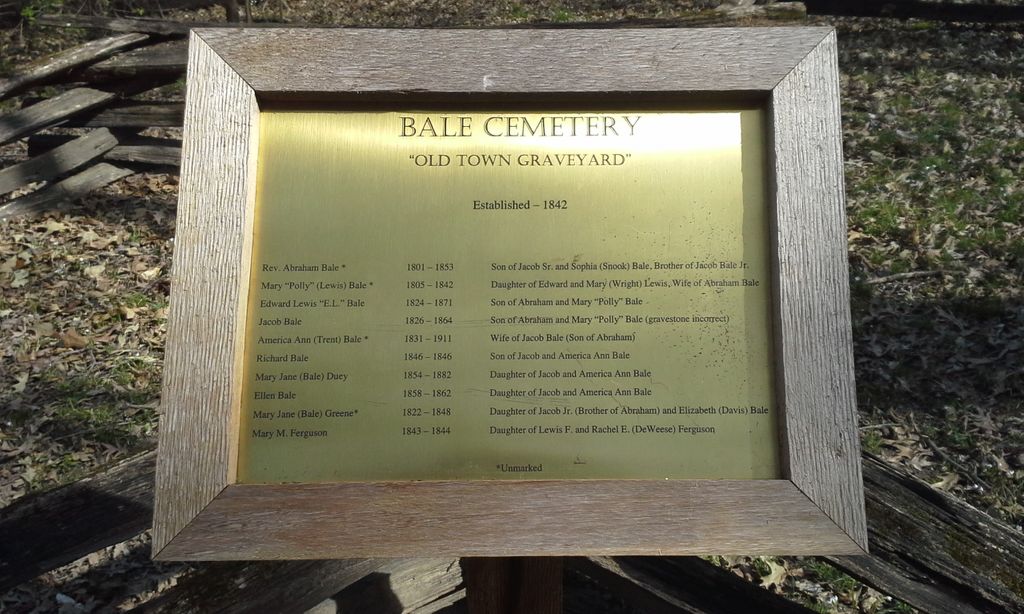 BALE CEMETERY
"OLD TOWN GRAVEYARD"
Established – 1842
Rev. Abraham Bale * 1801 – 1853 Son of Jacob Sr. and Sophia (Snook) Bale, Brother of Jacob Bale Jr.
Mary "Polly" (Lewis) Bale * 1805 – 1842 Daughter of Edward and Mary (Wright) Lewis, Wife of Abraham Bale
Edward Lewis "E.L." Bale 1824 – 1871 Son of Abraham and Mary "Polly" Bale
Jacob Bale 1826 – 1864 Son of Abraham and Mary "Polly" Bale (gravestone incorrect)
America Ann (Trent) Bale * 1831 – 1911 Wife of Jacob Bale (Son of Abraham)
Richard Bale 1846 – 1846 Son of Jacob and America Ann Bale
Mary Jane (Bale) Duey 1854 – 1882 Daughter of Jacob and America Ann Bale
Ellen Bale 1858 – 1862 Daughter of Jacob and America Ann Bale
Mary Jane (Bale) Greene* 1822 – 1848 Daughter of Jacob Jr. (Brother of Abraham) and Elizabeth (Davis) Bale
Mary M. Ferguson 1843 – 1844 Daughter of Lewis F. and Rachel E. (DeWeese) Ferguson
*Unmarked